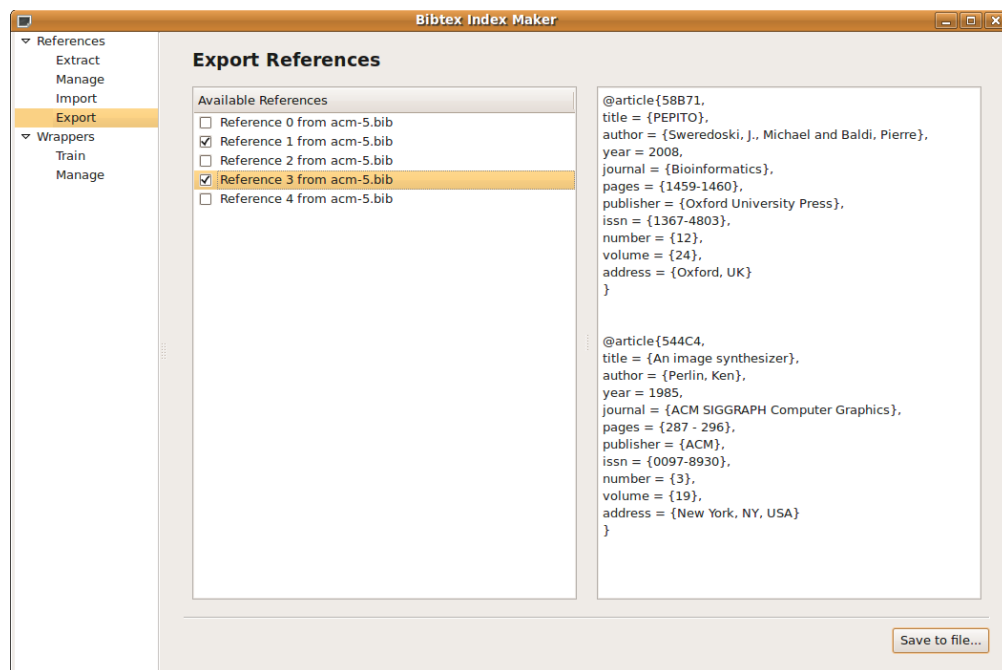 Bibtex Index Maker
References
Extract
Manage
Import
Export
Wrappers
Train
Manage
Export References
Available References
Reference 0 from acm-5.bib
Reference 1 from acm-5.bib
Reference 2 from acm-5.bib
Reference 3 from acm-5.bib
Reference 4 from acm-5.bib
@article{58B71,
title = {PEPITO},
author = {Sweredoski, J., Michael and Baldi, Pierre},
year = 2008,
journal = {Bioinformatics},
pages = {1459-1460},
publisher = {Oxford University Press},
issn = {1367-4803},
number = {12},
volume = {24},
address = {Oxford, UK}
}
@article{544C4,
title = {An image synthesizer},
author = {Perlin, Ken},
year = 1985,
journal = {ACM SIGGRAPH Computer Graphics},
pages = {287 - 296},
publisher = {ACM},
issn = {0097-8930},
number = {3},
volume = {19},
address = {New York, NY, USA}
}
Save to file...